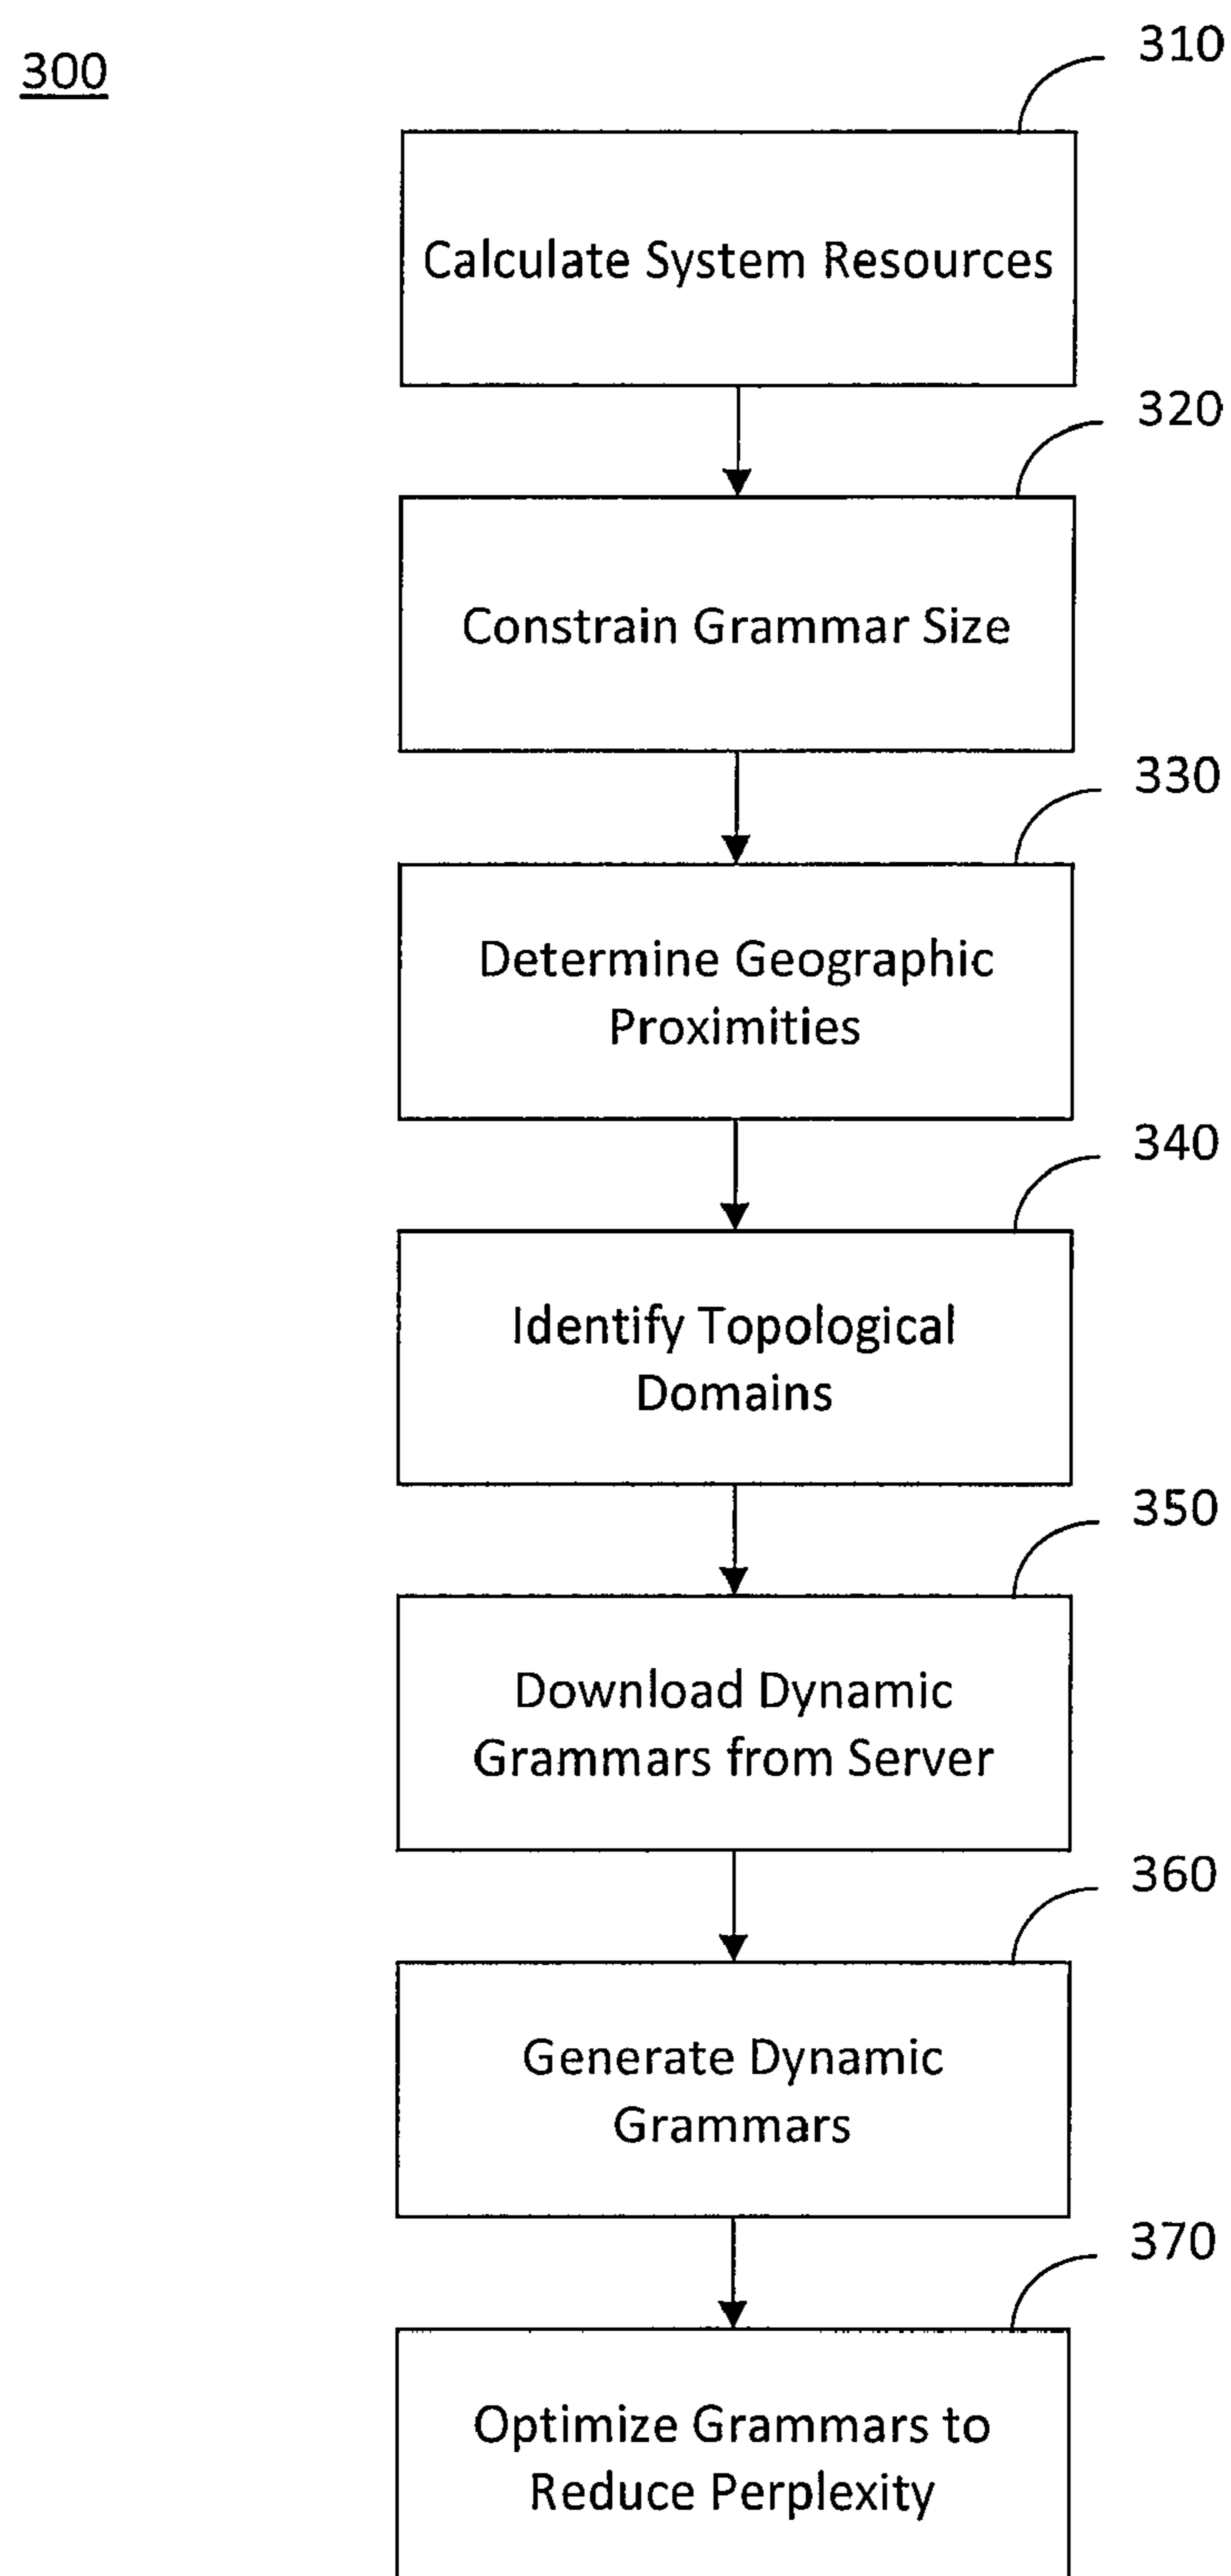 300
310
Calculate System Resources
320
Constrain Grammar Size
330
Determine Geographic
Proximities
340
Identify Topological
Domains
350
Download Dynamic
Grammars from Server
360
Generate Dynamic
Grammars
370
Optimize Grammars to
Reduce Perplexity